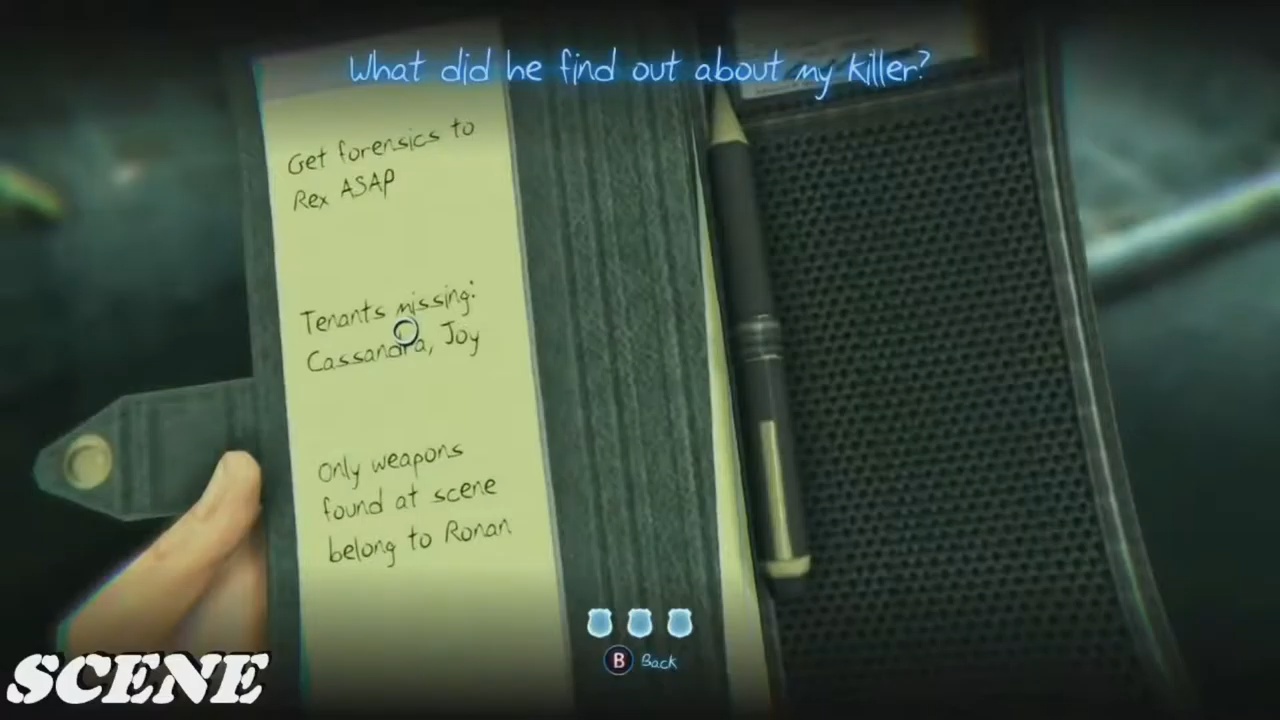 What did he find out about my killer?
Get forensics to
Rex ASAP
Tenants missing:
Cassandra, Joy
Only weapons
found at scene
belong to Ronan
B Back
SCENE